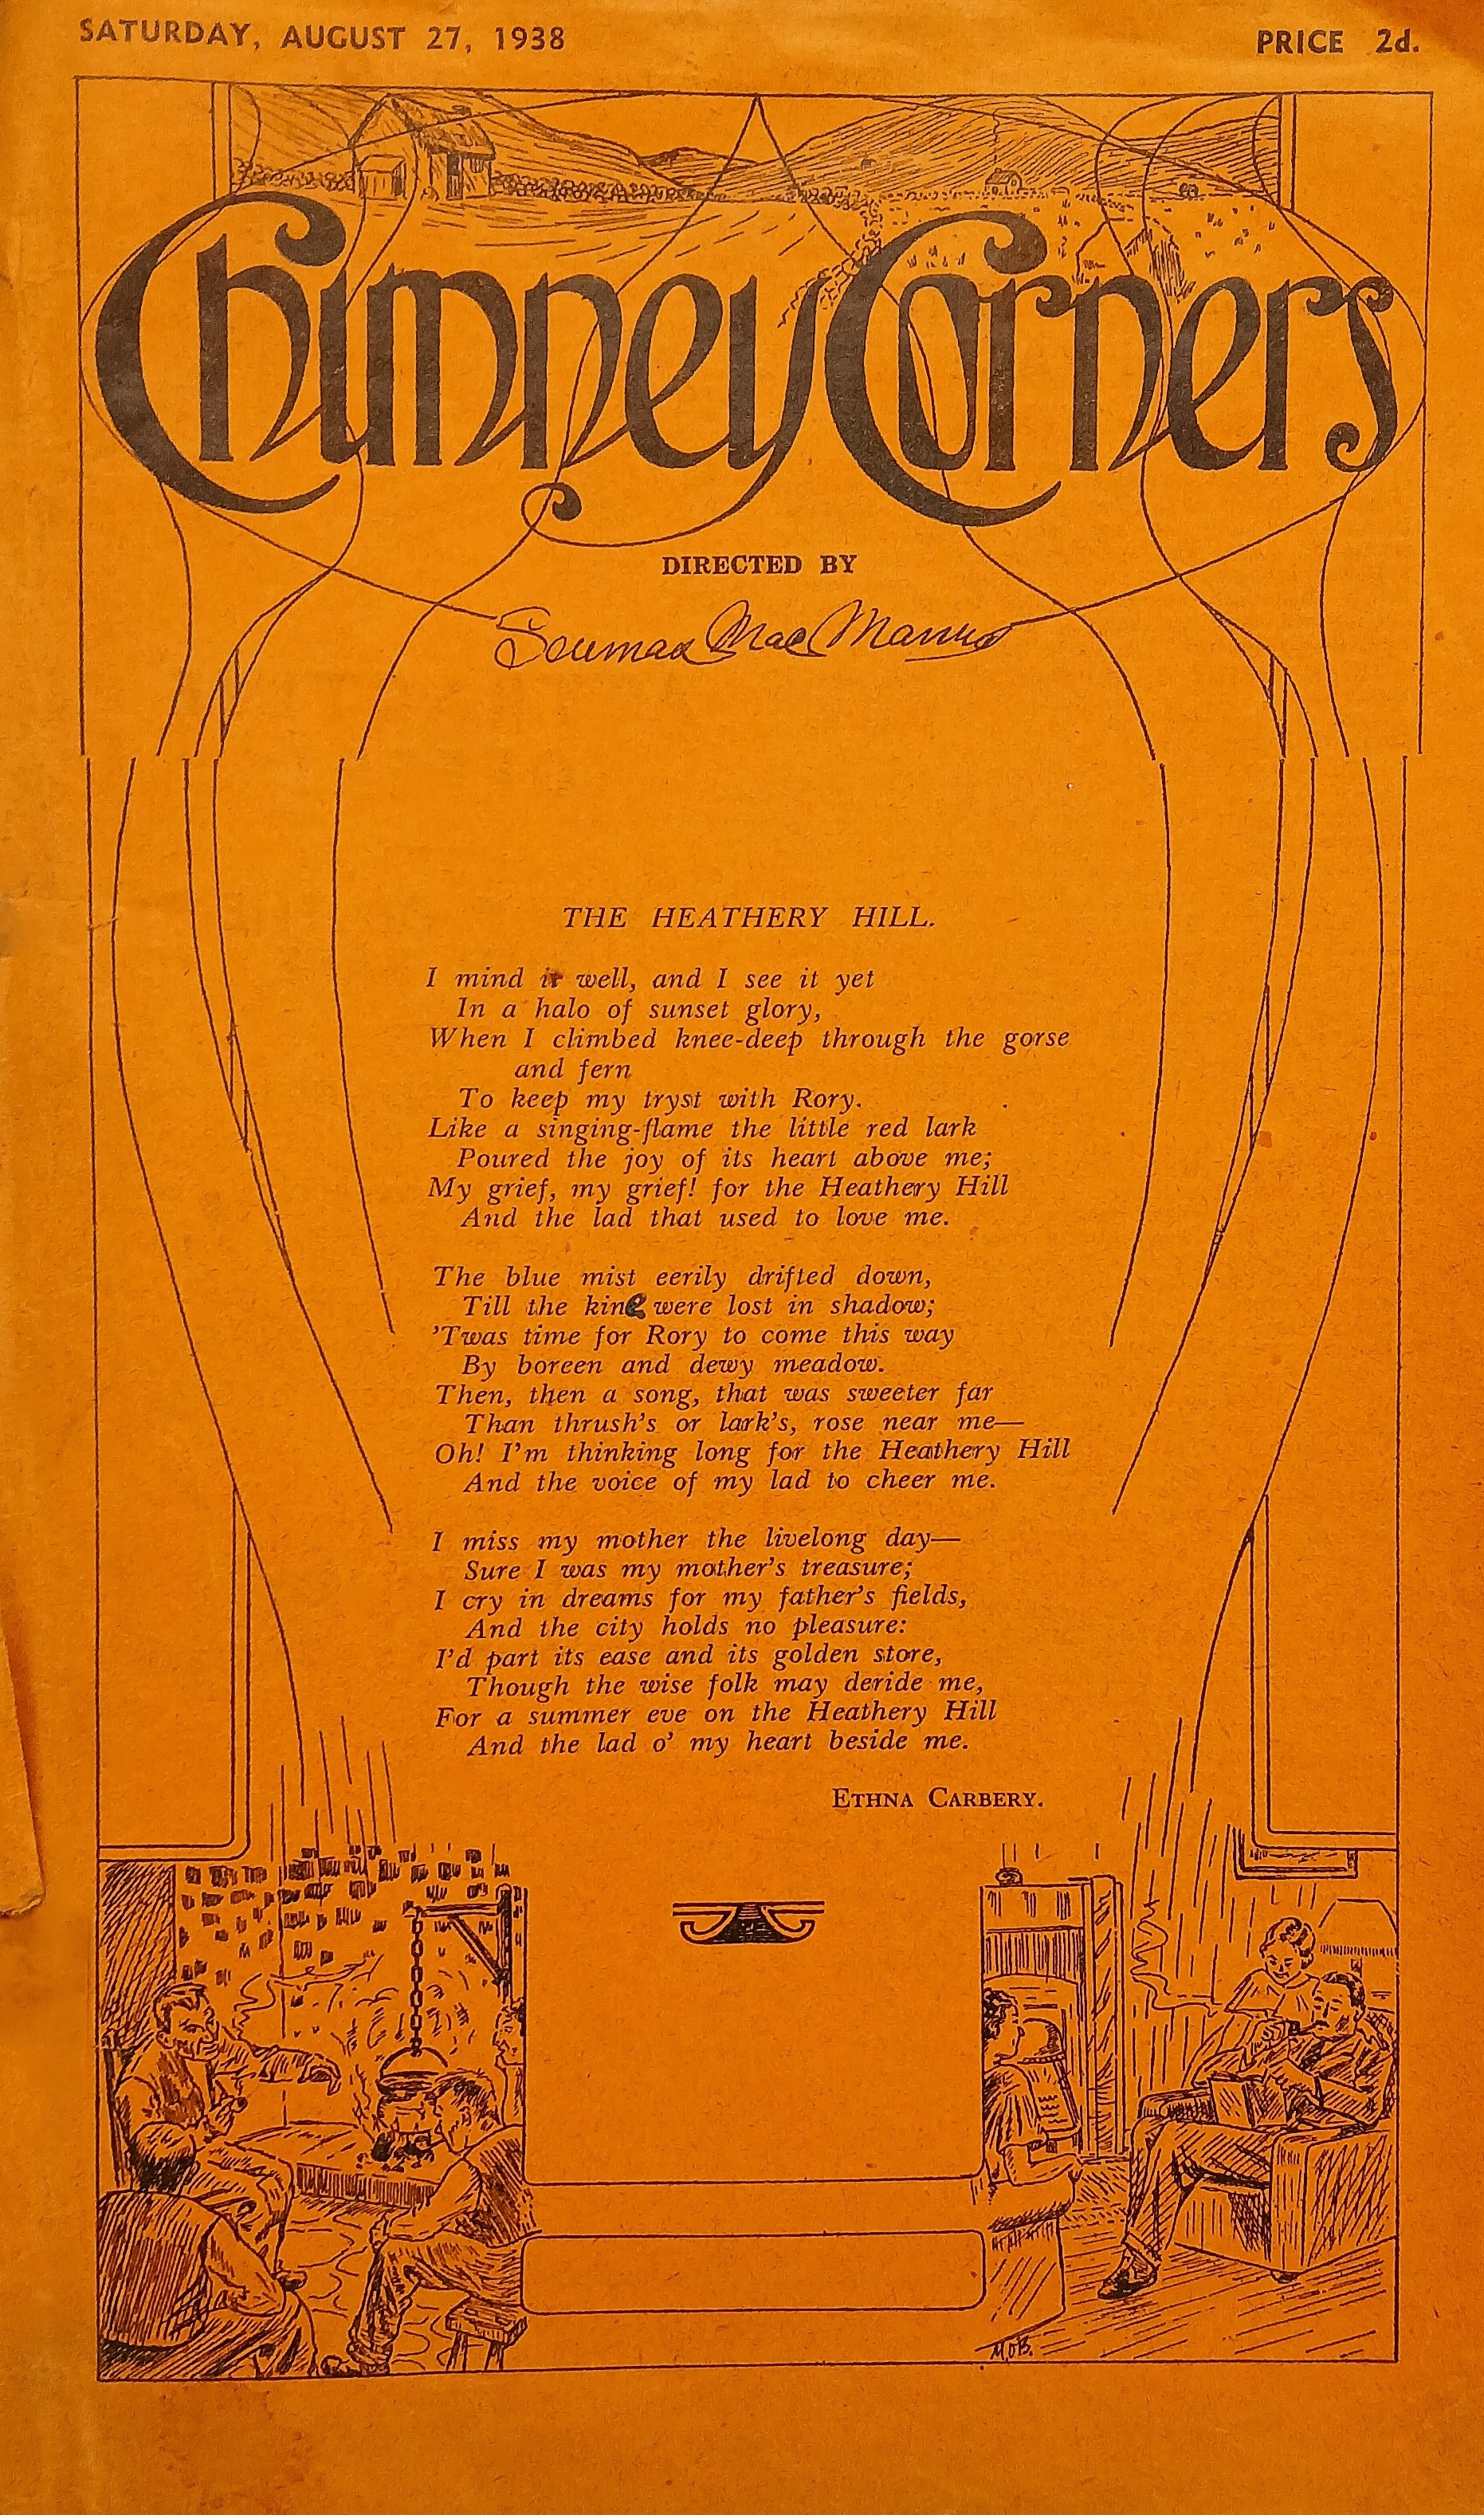 SATURDAY, AUGUST 27, 1938
PRICE 2d.
Chimney Corners
DIRECTED BY
Seumas MacManus
THE HEATHERY HILL.
I mind it well, and I see it yet
In a halo of sunset glory,
When I climbed knee-deep through the gorse
and fern
To keep my tryst with Rory.
Like a singing-flame the little red lark
Poured the joy of its heart above me;
My grief, my grief! for the Heathery Hill
And the lad that used to love me.
The blue mist eerily drifted down,
Till the kine were lost in shadow;
'Twas time for Rory to come this way
By boreen and dewy meadow.
Then, then a song, that was sweeter far
Than thrush's or lark's, rose near me—
Oh! I'm thinking long for the Heathery Hill
And the voice of my lad to cheer me.
I miss my mother the livelong day—
Sure I was my mother's treasure;
I cry in dreams for my father's fields,
And the city holds no pleasure:
I'd part its ease and its golden store,
Though the wise folk may deride me,
For a summer eve on the Heathery Hill
And the lad o' my heart beside me.
ETHNA CARBERY.
M.O'B.